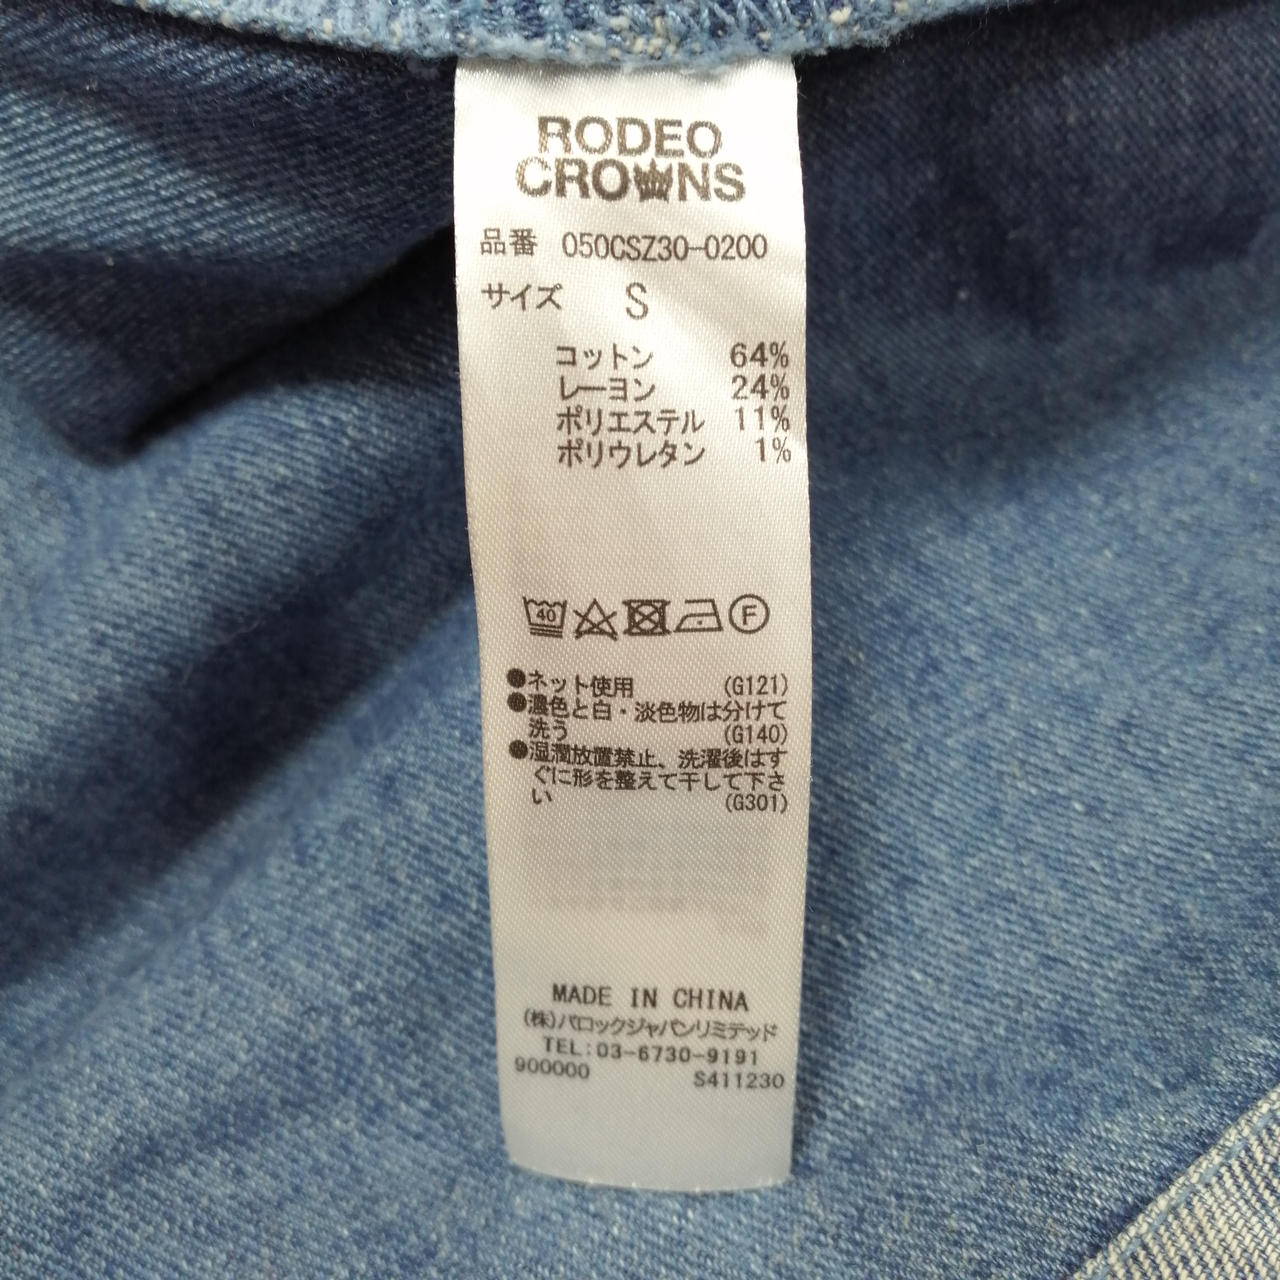 RODEO
CROWNS
品番 050CSZ30-0200
サイズ S
コットン 64%
レーヨン 24%
ポリエステル 11%
ポリウレタン 1%
40 F
●ネット使用 (G121)
●濃色と白・淡色物は分けて
洗う (G140)
●湿潤放置禁止、洗濯後はす
ぐに形を整えて干して下さ
い (G301)
MADE IN CHINA
(株)バロックジャパンリミテッド
TEL:03-6730-9191
900000 S411230